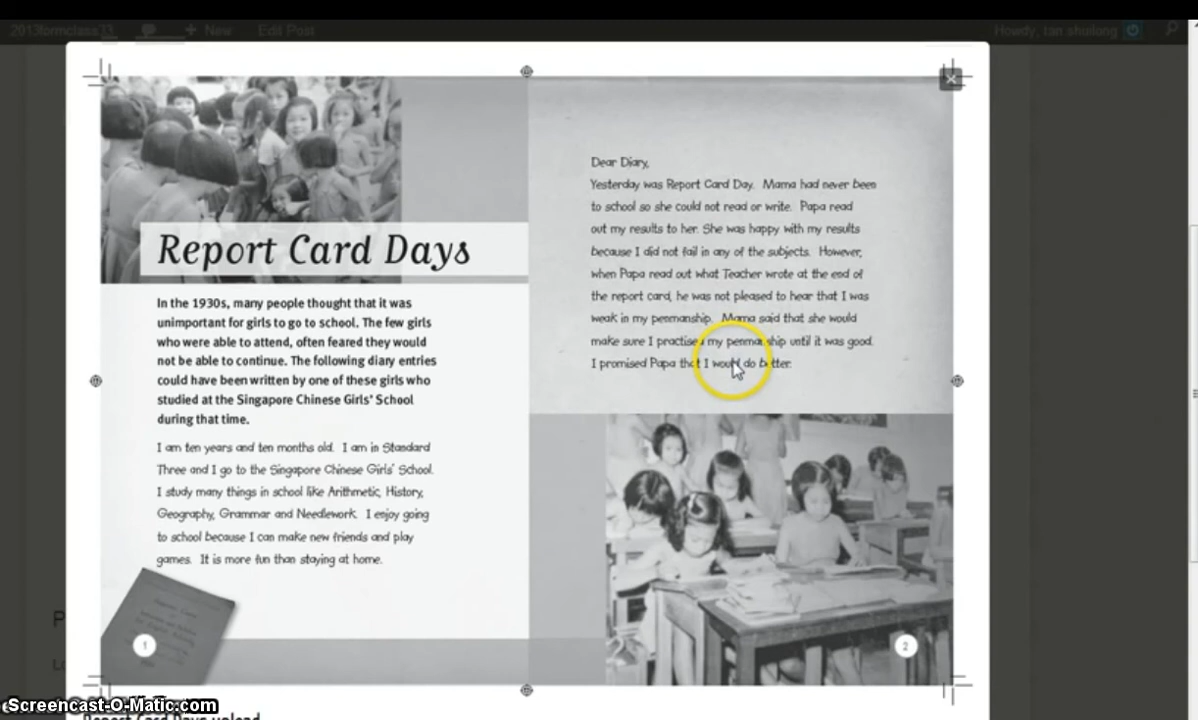 2013formclass33
New
Edit Post
Howdy, tan shuilong
Report Card Days
In the 1930s, many people thought that it was
unimportant for girls to go to school. The few girls
who were able to attend, often feared they would
not be able to continue. The following diary entries
could have been written by one of these girls who
studied at the Singapore Chinese Girls' School
during that time.
I am ten years and ten months old. I am in Standard
Three and I go to the Singapore Chinese Girls' School.
I study many things in school like Arithmetic, History,
Geography, Grammar and Needlework. I enjoy going
to school because I can make new friends and play
games. It is more fun than staying at home.
1
Dear Diary,
Yesterday was Report Card Day. Mama had never been
to school so she could not read or write. Papa read
out my results to her. She was happy with my results
because I did not fail in any of the subjects. However,
when Papa read out what Teacher wrote at the end of
the report card, he was not pleased to hear that I was
weak in my penmanship. Mama said that she would
make sure I practised my penmanship until it was good.
I promised Papa that I would do better.
2
Screencast-O-Matic.com
Report Card Days upload